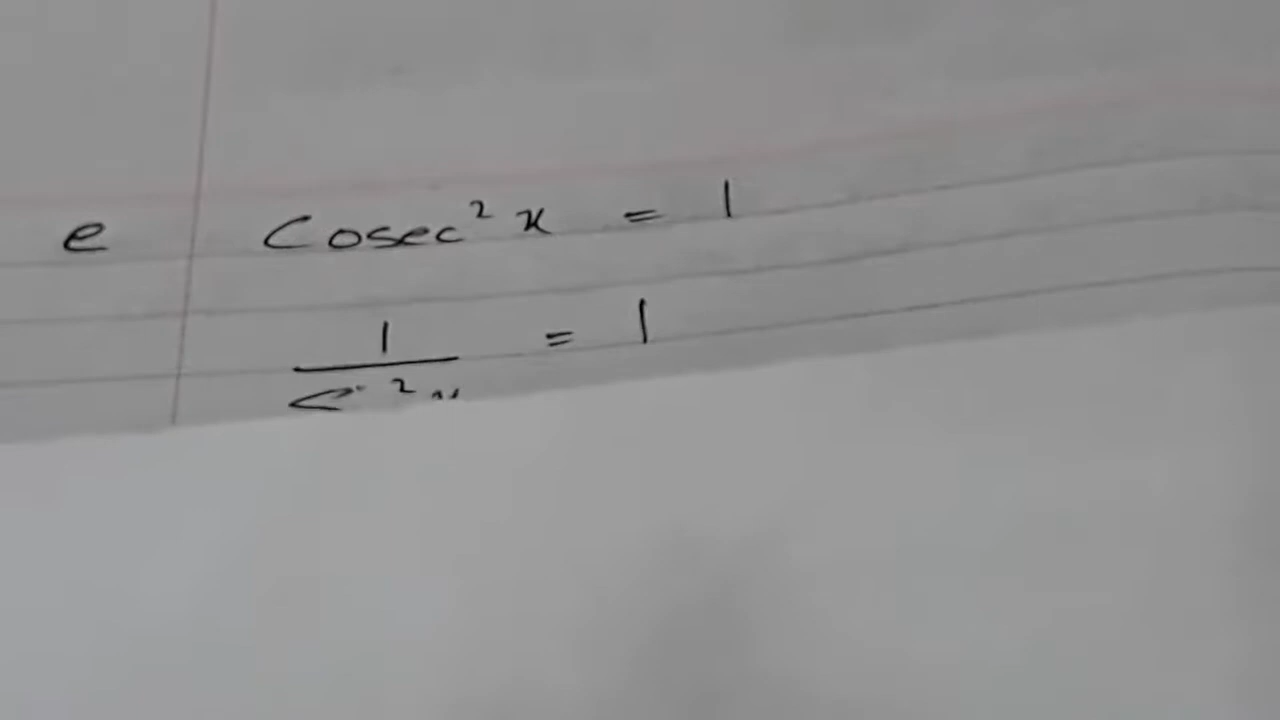 e Cosec² x = 1
1 / = 1